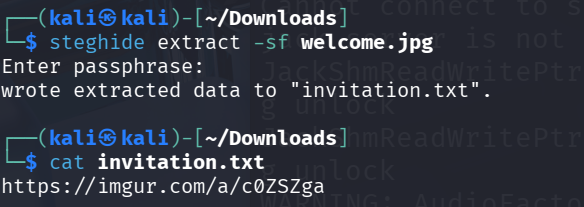 ┌──(kali㉿kali)-[~/Downloads]
└─$ steghide extract -sf welcome.jpg
Enter passphrase:
wrote extracted data to "invitation.txt".
┌──(kali㉿kali)-[~/Downloads]
└─$ cat invitation.txt
https://imgur.com/a/c0ZSZga